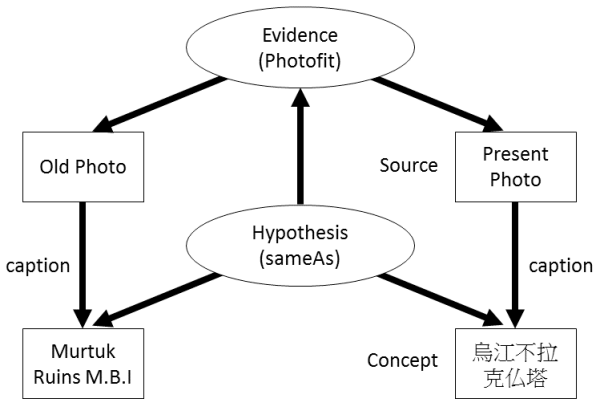 Evidence
(Photofit)
Old Photo
Source
Present
Photo
Hypothesis
(sameAs)
caption
caption
Murtuk
Ruins M.B.I
Concept
烏江不拉
克仏塔